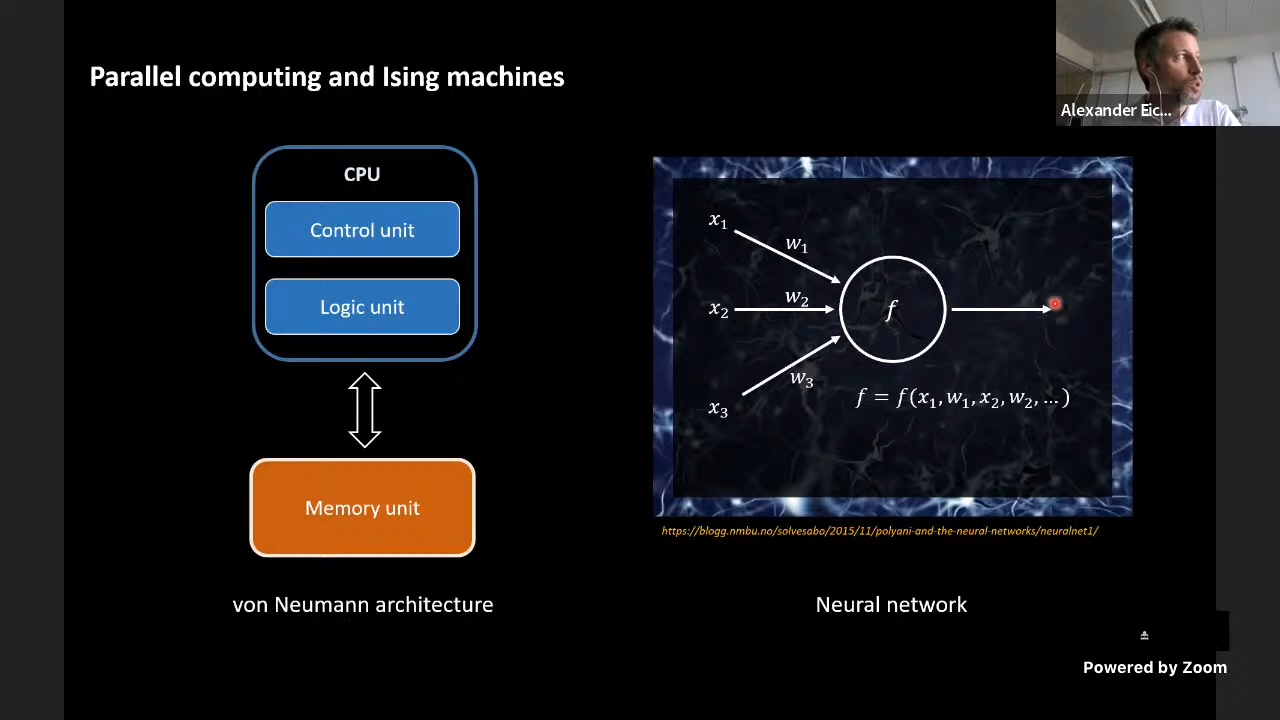 Parallel computing and Ising machines
Alexander Eic...
CPU
Control unit
Logic unit
Memory unit
von Neumann architecture
x₁
w₁
x₂
w₂
f
w₃
x₃
f = f(x₁, w₁, x₂, w₂, ...)
https://blogg.nmbu.no/solvesabo/2015/11/polyani-and-the-neural-networks/neuralnet1/
Neural network
Powered by Zoom